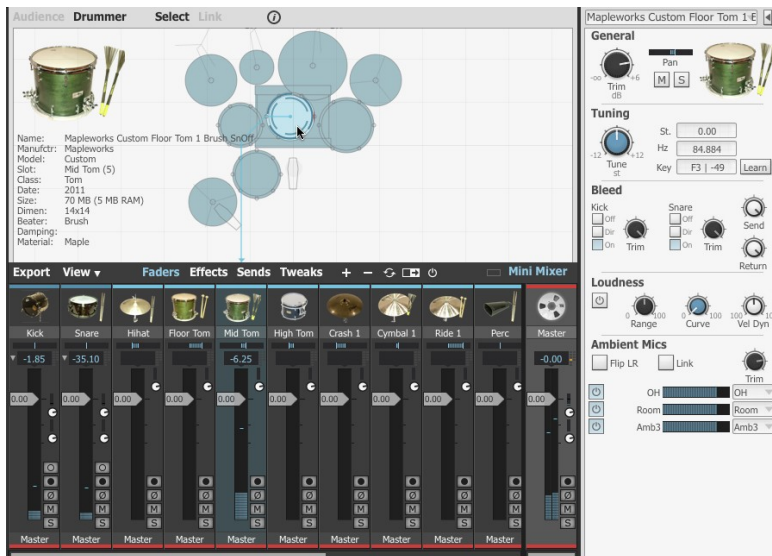 Audience Drummer Select Link i
Name: Mapleworks Custom Floor Tom 1 Brush SnOff
Manufctr: Mapleworks
Model: Custom
Slot: Mid Tom (5)
Class: Tom
Date: 2011
Size: 70 MB (5 MB RAM)
Dimen: 14x14
Beater: Brush
Damping:
Material: Maple
Export View ▾ Faders Effects Sends Tweaks + − Mini Mixer
Kick Snare Hihat Floor Tom Mid Tom High Tom Crash 1 Cymbal 1 Ride 1 Perc Master
-1.85 -35.10 -6.25 -0.00
0.00 0.00 0.00 0.00 0.00 0.00 0.00 0.00 0.00 0.00 0.00
Ø Ø Ø Ø Ø Ø Ø Ø Ø Ø Ø
M M M M M M M M M M M
S S S S S S S S S S S
Master Master Master Master Master Master Master Master Master Master
Mapleworks Custom Floor Tom 1 E
General
-∞ +6
Trim
dB
Pan
M S
Tuning
-12 +12
Tune
st
St. 0.00
Hz 84.884
Key F3 | -49 Learn
Bleed
Kick Snare
Off Off
Dir Dir
On Trim On Trim
Send
Return
Loudness
0 100 0 100 0 100
Range Curve Vel Dyn
Ambient Mics
Flip LR Link
Trim
OH OH
Room Room
Amb3 Amb3